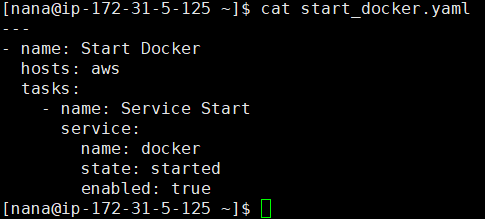 [nana@ip-172-31-5-125 ~]$ cat start_docker.yaml
---
- name: Start Docker
  hosts: aws
  tasks:
    - name: Service Start
      service:
        name: docker
        state: started
        enabled: true
[nana@ip-172-31-5-125 ~]$